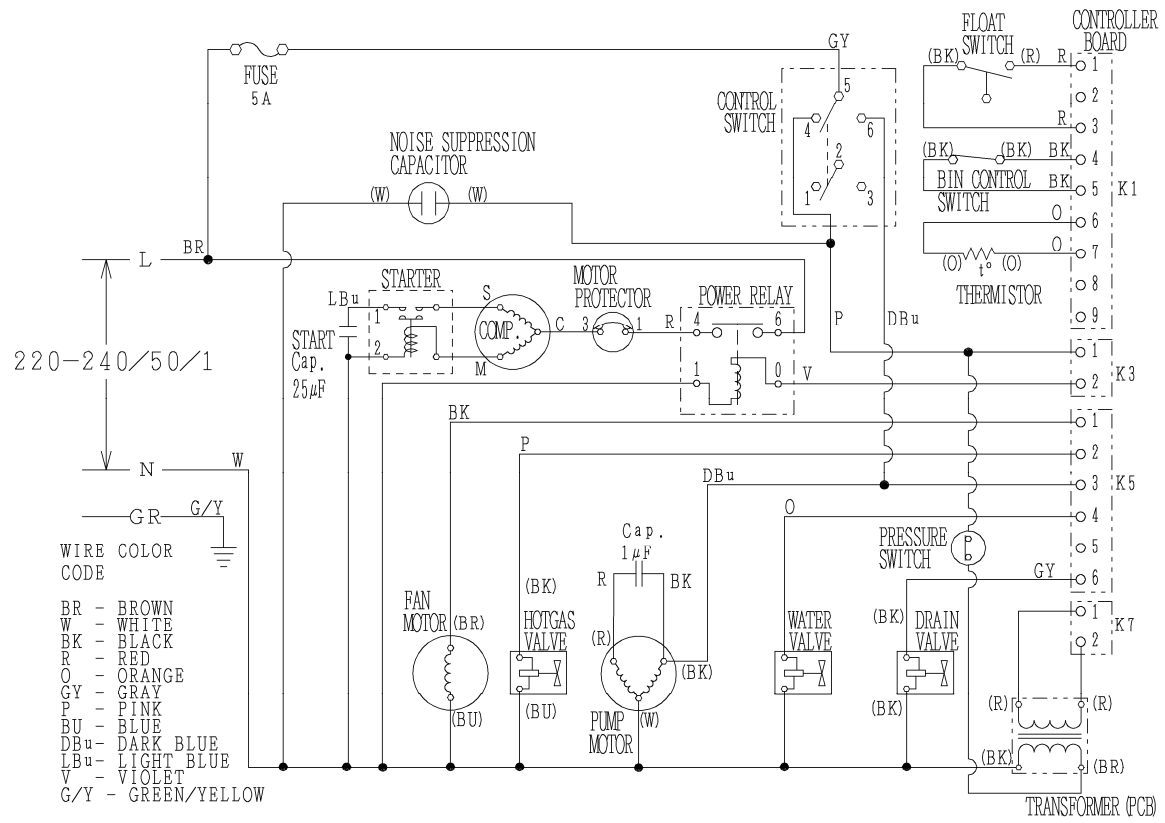 FLOAT
SWITCH
CONTROLLER
BOARD
GY
(BK)
(R)
R
1
FUSE
5A
5
2
CONTROL
SWITCH
4
6
R
3
NOISE SUPPRESSION
CAPACITOR
2
(BK)
(BK)
BK
4
BIN CONTROL
SWITCH
BK
5
K1
(W)
(W)
1
3
O
6
BR
L
O
7
(O)
t°
(O)
THERMISTOR
8
9
STARTER
MOTOR
PROTECTOR
POWER RELAY
LBu
1
S
COMP.
C
3
1
R
4
6
P
DBu
START
Cap.
25µF
2
M
220-240/50/1
1
0
V
1
2
K3
BK
1
P
2
N
W
DBu
3
K5
GR
G/Y
O
4
Cap.
1µF
PRESSURE
SWITCH
5
R
BK
GY
6
WIRE COLOR
CODE
BR - BROWN
W - WHITE
BK - BLACK
R - RED
O - ORANGE
GY - GRAY
P - PINK
BU - BLUE
DBu- DARK BLUE
LBu- LIGHT BLUE
V - VIOLET
G/Y - GREEN/YELLOW
FAN
MOTOR
(BR)
(BU)
(BK)
HOTGAS
VALVE
(BU)
(R)
(BK)
PUMP
MOTOR
(W)
WATER
VALVE
(BK)
DRAIN
VALVE
(BK)
1
2
K7
(R)
(R)
(BK)
(BR)
TRANSFORMER (PCB)